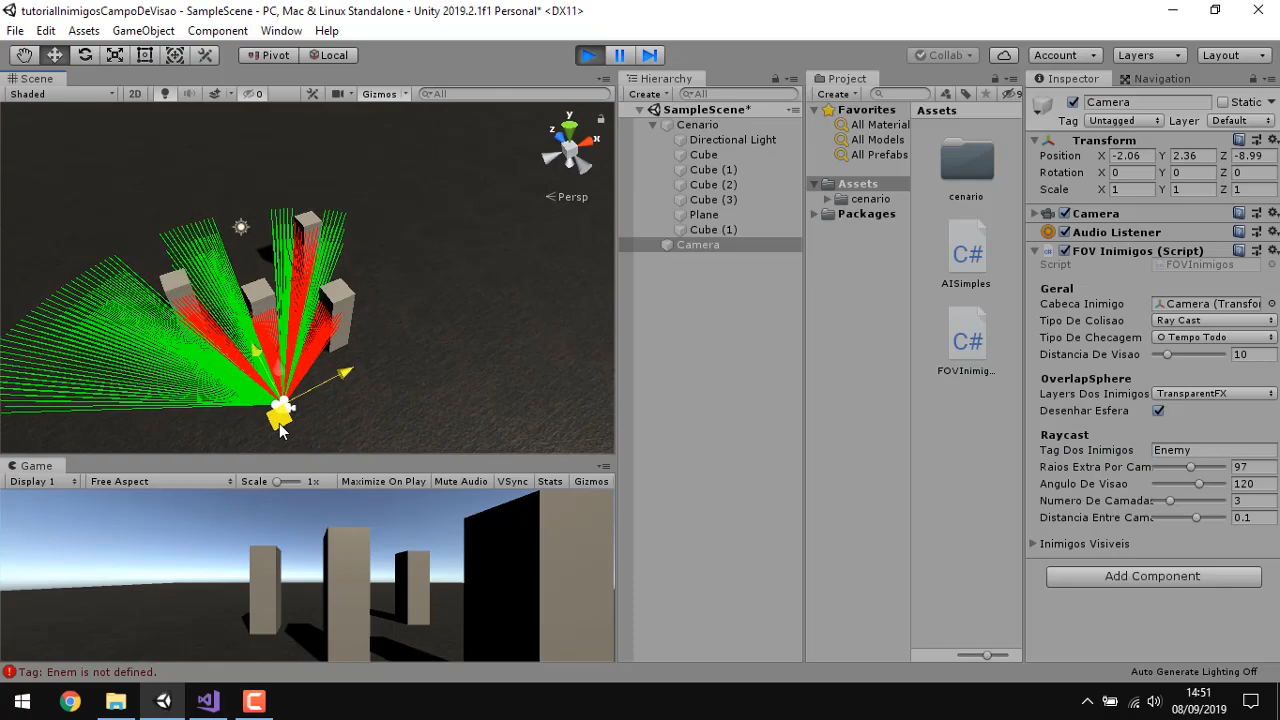 tutorialInimigosCampoDeVisao - SampleScene - PC, Mac & Linux Standalone - Unity 2019.2.1f1 Personal* <DX11>
File Edit Assets GameObject Component Window Help
Pivot Local Collab Account Layers Layout
Scene Hierarchy Project Inspector Navigation
Shaded 2D 0 Gizmos All Create All Create 9
Camera Static
Tag Untagged Layer Default
SampleScene*
Cenario
Directional Light
Cube
Cube (1)
Cube (2)
Cube (3)
Plane
Cube (1)
Camera
Favorites
All Material
All Models
All Prefabs
Assets
cenario
Packages
Assets
cenario
AISimples
FOVInimig...
Transform
Position X -2.06 Y 2.36 Z -8.99
Rotation X 0 Y 0 Z 0
Scale X 1 Y 1 Z 1
Camera
Audio Listener
FOV Inimigos (Script)
Script FOVInimigos
Geral
Cabeca Inimigo Camera (Transfor
Tipo De Colisao Ray Cast
Tipo De Checagem O Tempo Todo
Distancia De Visao 10
OverlapSphere
Layers Dos Inimigos TransparentFX
Desenhar Esfera
Raycast
Tag Dos Inimigos Enemy
Raios Extra Por Cam 97
Angulo De Visao 120
Numero De Camadas 3
Distancia Entre Cama 0.1
Inimigos Visiveis
Add Component
y
z x
Persp
Game
Display 1 Free Aspect Scale 1x Maximize On Play Mute Audio VSync Stats Gizmos
Tag: Enem is not defined.
Auto Generate Lighting Off
14:51
08/09/2019